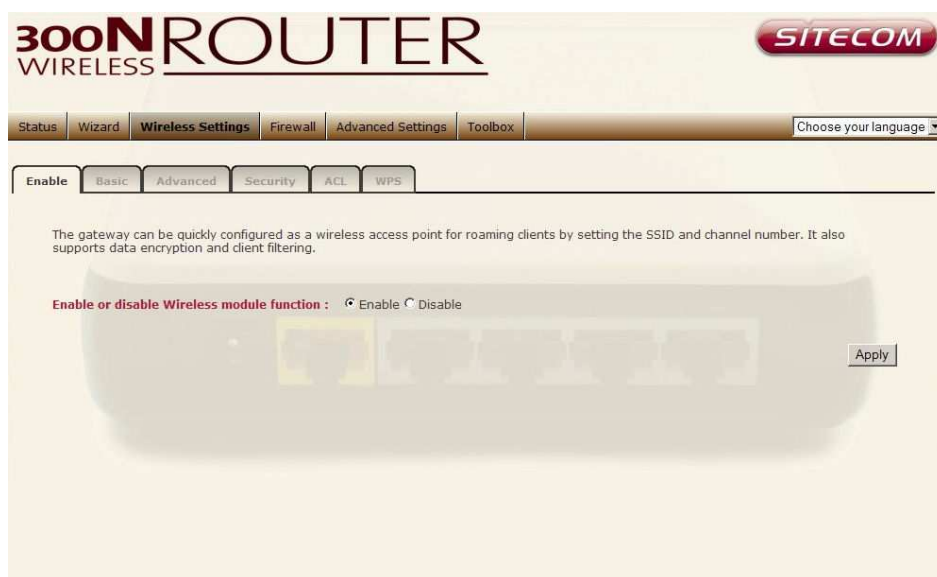 300N ROUTER
WIRELESS
SITECOM
Status Wizard Wireless Settings Firewall Advanced Settings Toolbox Choose your language
Enable Basic Advanced Security ACL WPS
The gateway can be quickly configured as a wireless access point for roaming clients by setting the SSID and channel number. It also
supports data encryption and client filtering.
Enable or disable Wireless module function : Enable Disable
Apply